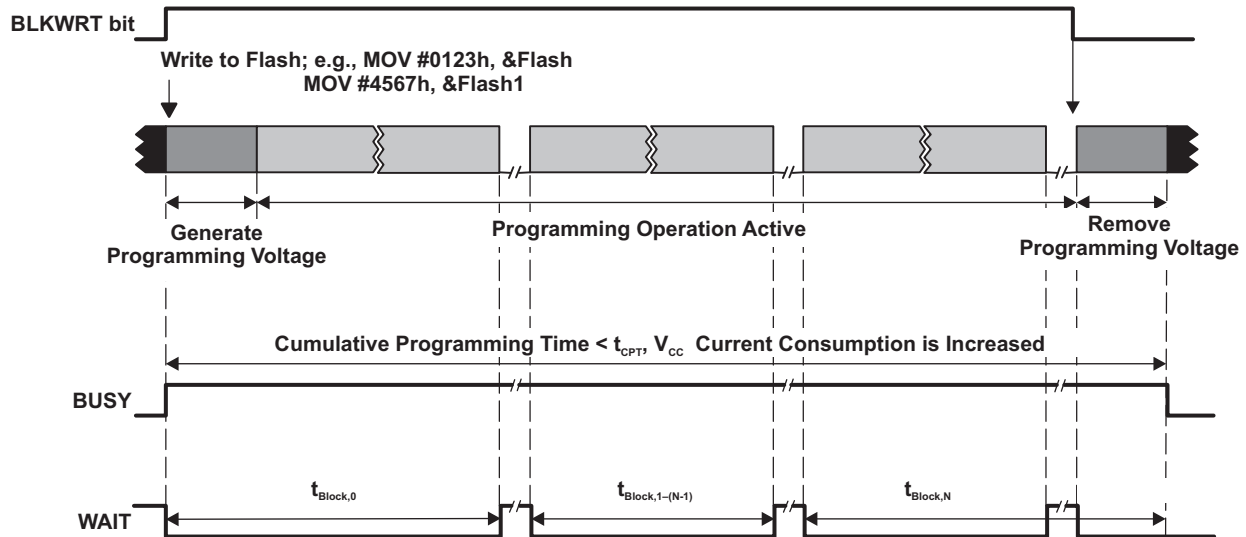 BLKWRT bit
Write to Flash; e.g., MOV #0123h, &Flash
MOV #4567h, &Flash1
Generate
Programming Voltage
Programming Operation Active
Remove
Programming Voltage
Cumulative Programming Time < tCPT, VCC Current Consumption is Increased
BUSY
tBlock,0
tBlock,1–(N-1)
tBlock,N
WAIT